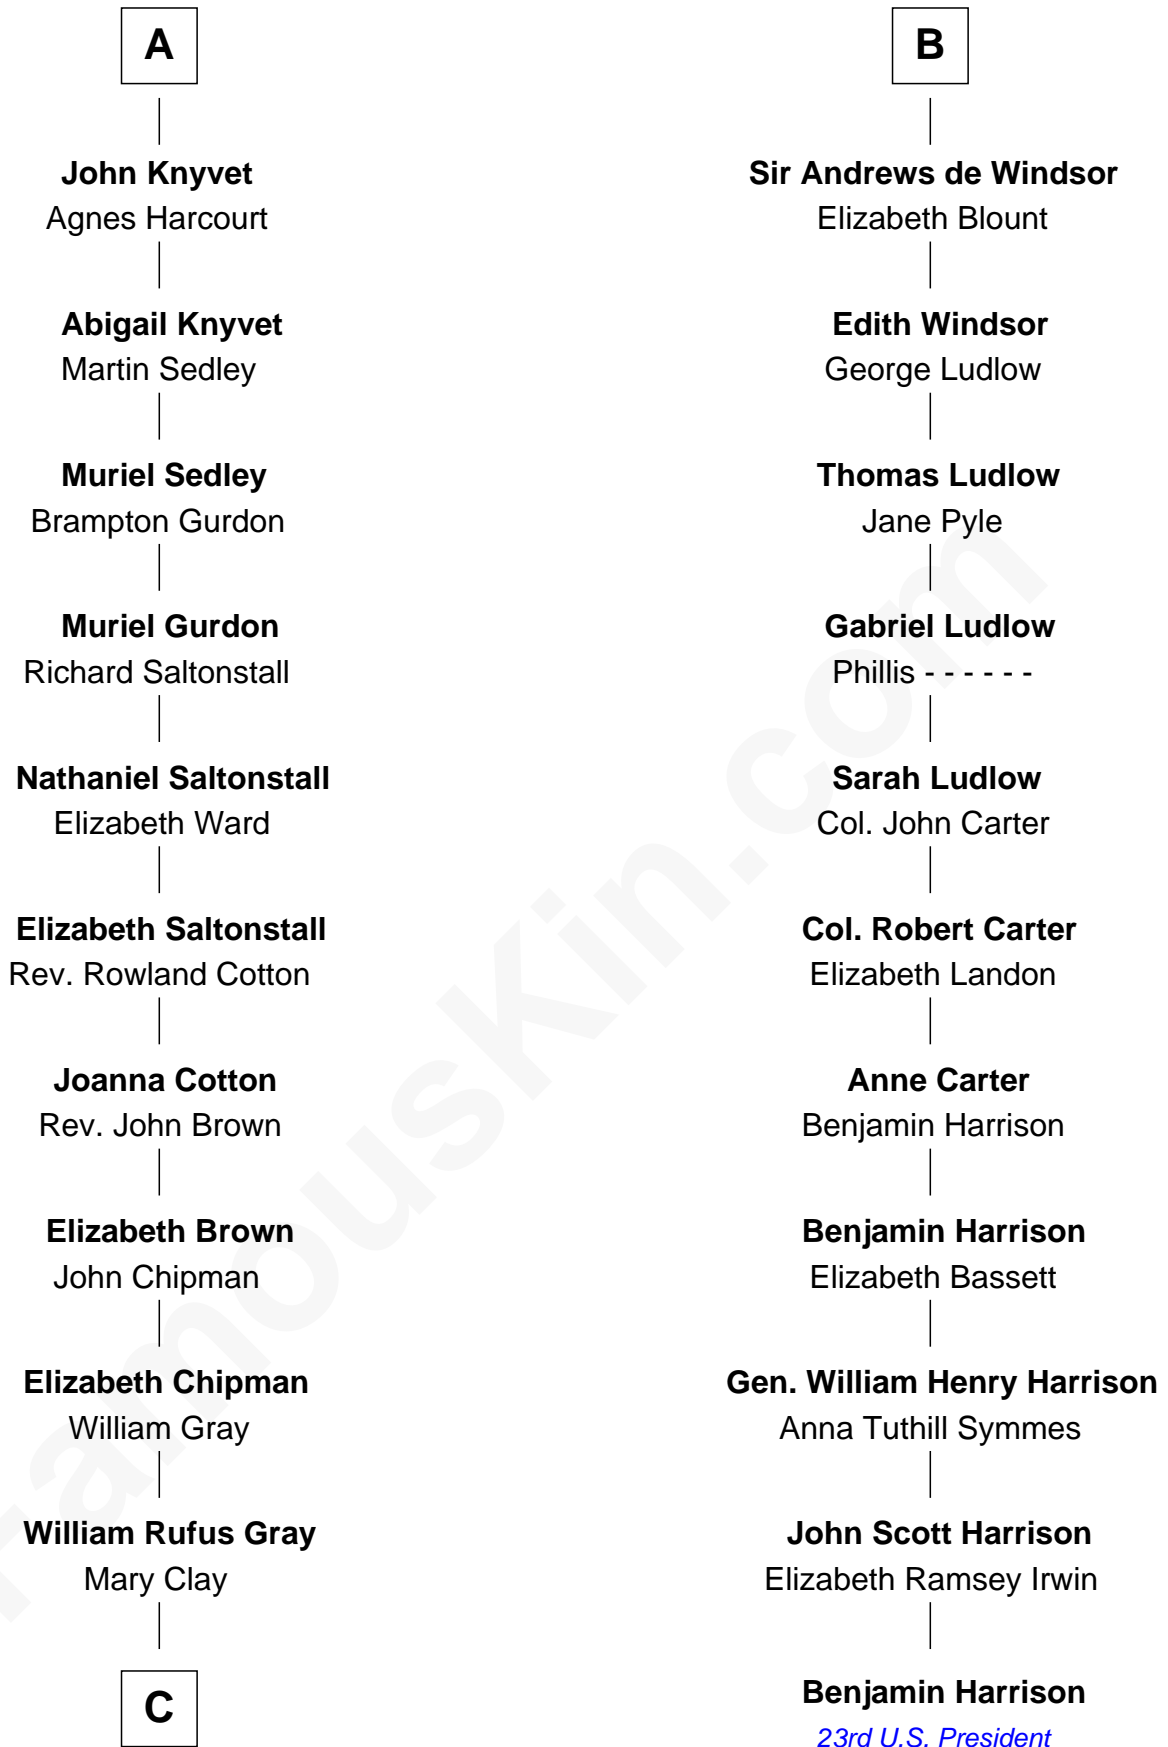 A
John Knyvet
Agnes Harcourt
Abigail Knyvet
Martin Sedley
Muriel Sedley
Brampton Gurdon
Muriel Gurdon
Richard Saltonstall
Nathaniel Saltonstall
Elizabeth Ward
Elizabeth Saltonstall
Rev. Rowland Cotton
Joanna Cotton
Rev. John Brown
Elizabeth Brown
John Chipman
Elizabeth Chipman
William Gray
William Rufus Gray
Mary Clay
C
B
Sir Andrews de Windsor
Elizabeth Blount
Edith Windsor
George Ludlow
Thomas Ludlow
Jane Pyle
Gabriel Ludlow
Phillis - - - - - -
Sarah Ludlow
Col. John Carter
Col. Robert Carter
Elizabeth Landon
Anne Carter
Benjamin Harrison
Benjamin Harrison
Elizabeth Bassett
Gen. William Henry Harrison
Anna Tuthill Symmes
John Scott Harrison
Elizabeth Ramsey Irwin
Benjamin Harrison
23rd U.S. President
FamousKin.com